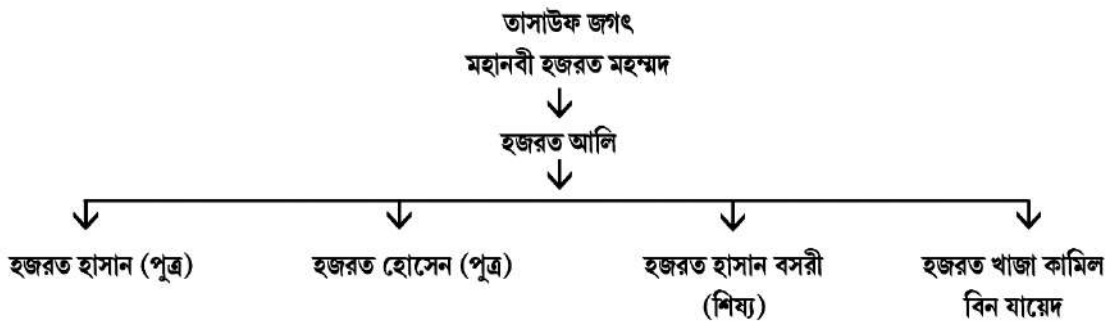 তাসাউফ জগৎ
মহানবী হজরত মহম্মদ
হজরত আলি
হজরত হাসান (পুত্র)
হজরত হোসেন (পুত্র)
হজরত হাসান বসরী
(শিষ্য)
হজরত খাজা কামিল
বিন যায়েদ